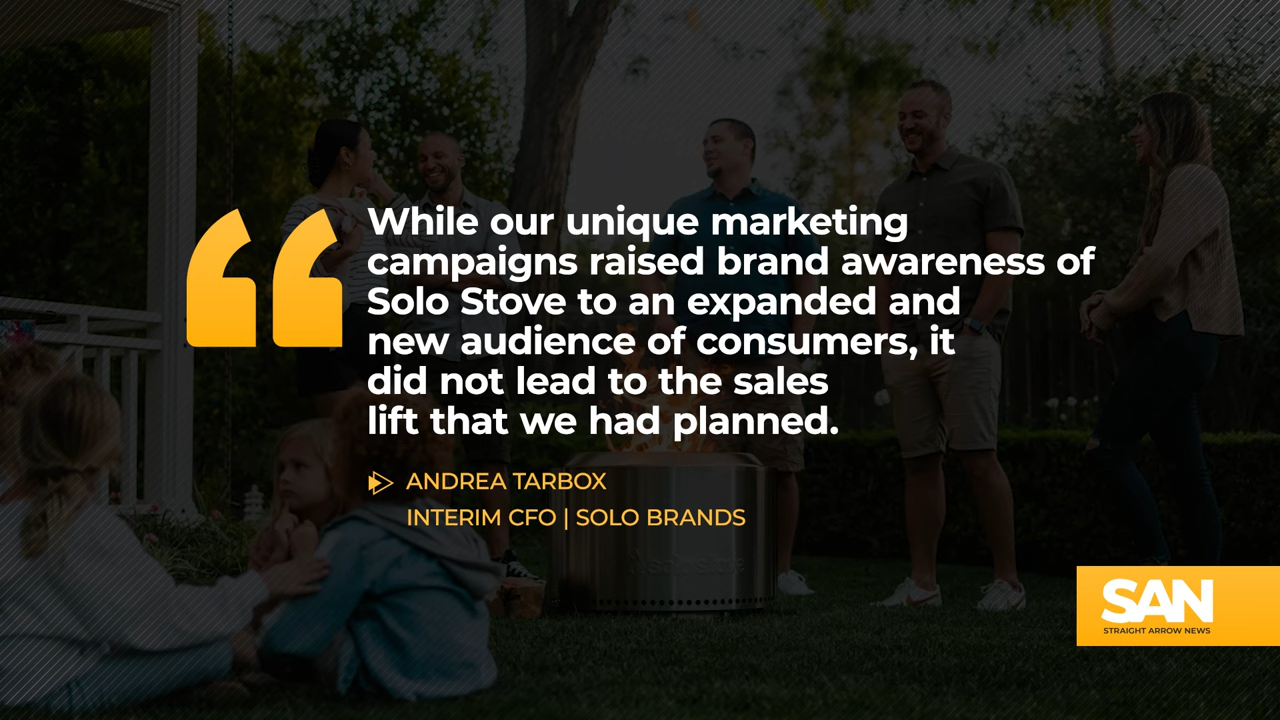 While our unique marketing
campaigns raised brand awareness of
Solo Stove to an expanded and
new audience of consumers, it
did not lead to the sales
lift that we had planned.
ANDREA TARBOX
INTERIM CFO | SOLO BRANDS
SAN
STRAIGHT ARROW NEWS